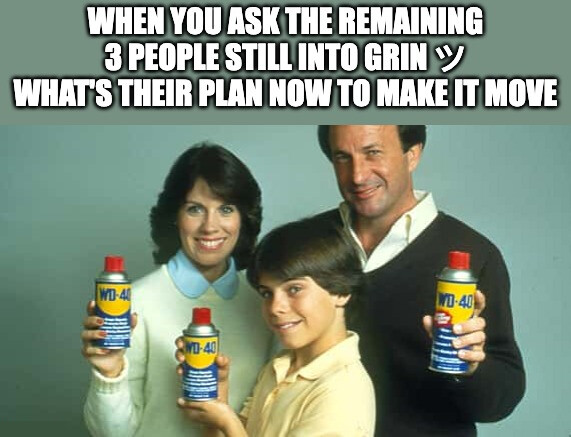 WHEN YOU ASK THE REMAINING
3 PEOPLE STILL INTO GRIN ツ
WHAT'S THEIR PLAN NOW TO MAKE IT MOVE
WD-40
WD-40
WD-40